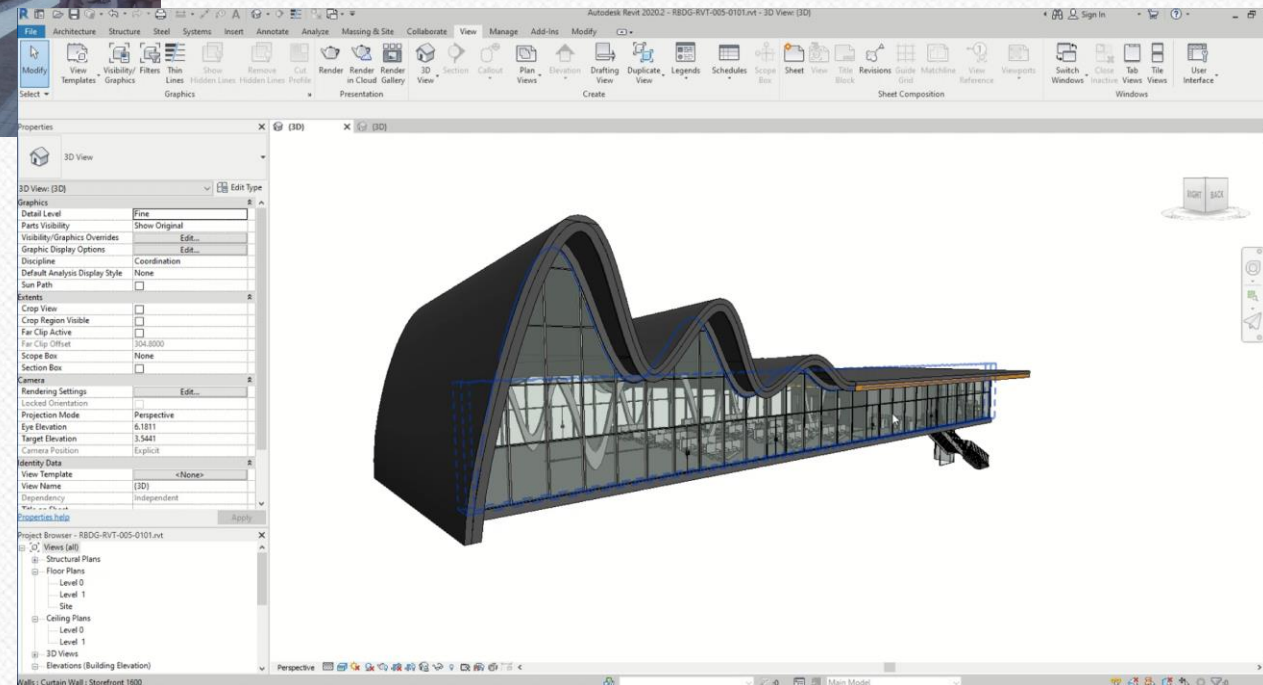 Autodesk Revit 2020.2 - RBDG-RVT-005-0101.rvt - 3D View: {3D}
Sign In
File Architecture Structure Steel Systems Insert Annotate Analyze Massing & Site Collaborate View Manage Add-Ins Modify
Modify
View Templates
Visibility/ Graphics
Filters
Thin Lines
Show Hidden Lines
Remove Hidden Lines
Cut Profile
Render
Render in Cloud
Render Gallery
3D View
Section
Callout
Plan Views
Elevation
Drafting View
Duplicate View
Legends
Schedules
Scope Box
Sheet
View
Title Block
Revisions
Guide Grid
Matchline
View Reference
Viewports
Switch Windows
Close Inactive
Tab Views
Tile Views
User Interface
Select
Graphics
Presentation
Create
Sheet Composition
Windows
Properties
{3D}
{3D}
3D View
3D View: {3D}
Edit Type
Graphics
Detail Level Fine
Parts Visibility Show Original
Visibility/Graphics Overrides Edit...
Graphic Display Options Edit...
Discipline Coordination
Default Analysis Display Style None
Sun Path
Extents
Crop View
Crop Region Visible
Far Clip Active
Far Clip Offset 304.8000
Scope Box None
Section Box
Camera
Rendering Settings Edit...
Locked Orientation
Projection Mode Perspective
Eye Elevation 6.1811
Target Elevation 3.5441
Camera Position Explicit
Identity Data
View Template <None>
View Name {3D}
Dependency Independent
Title on Sheet
Properties help Apply
RIGHT BACK
Project Browser - RBDG-RVT-005-0101.rvt
Views (all)
Structural Plans
Floor Plans
Level 0
Level 1
Site
Ceiling Plans
Level 0
Level 1
3D Views
Elevations (Building Elevation)
Perspective
Walls : Curtain Wall : Storefront 1600
:0
Main Model
:0